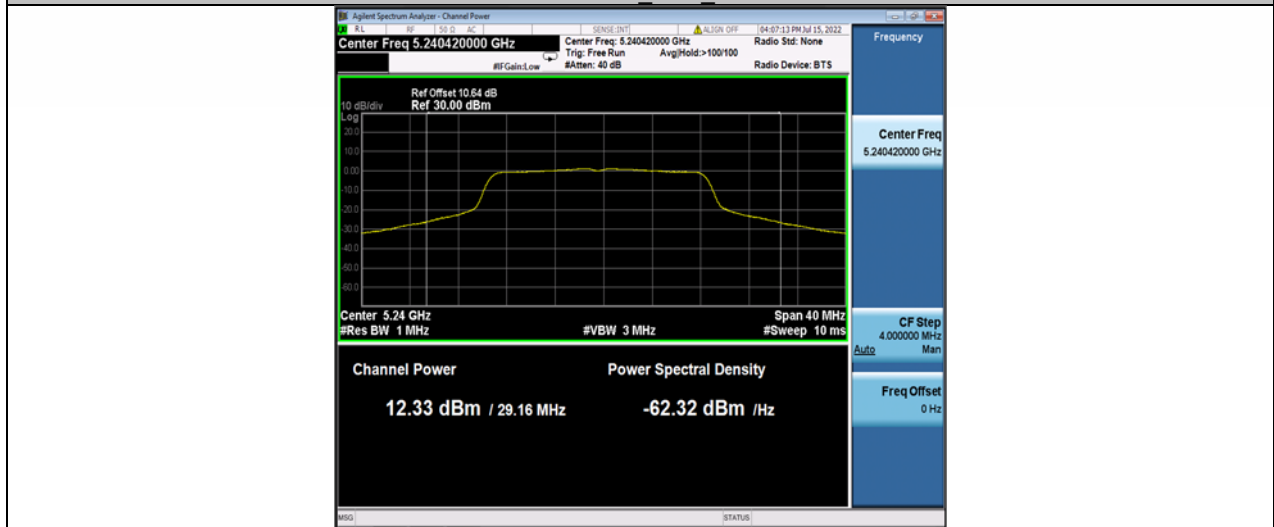 Agilent Spectrum Analyzer - Channel Power
RL RF 50 Ω AC SENSE:INT ALIGN OFF 04:07:13 PM Jul 15, 2022
Center Freq 5.240420000 GHz
Center Freq: 5.240420000 GHz Radio Std: None
Trig: Free Run Avg|Hold:>100/100
#IFGain:Low #Atten: 40 dB Radio Device: BTS
Ref Offset 10.64 dB
10 dB/div Ref 30.00 dBm
Log
20.0
10.0
0.00
-10.0
-20.0
-30.0
-40.0
-50.0
-60.0
Center 5.24 GHz Span 40 MHz
#Res BW 1 MHz #VBW 3 MHz #Sweep 10 ms
Channel Power Power Spectral Density
12.33 dBm / 29.16 MHz -62.32 dBm /Hz
MSG STATUS
Frequency
Center Freq
5.240420000 GHz
CF Step
4.000000 MHz
Auto Man
Freq Offset
0 Hz